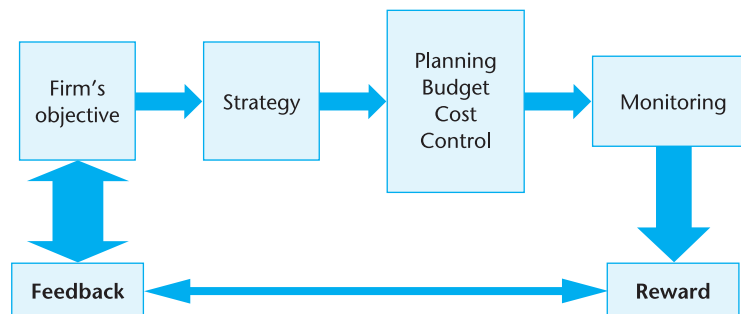 Firm's
objective
Strategy
Planning
Budget
Cost
Control
Monitoring
Feedback
Reward